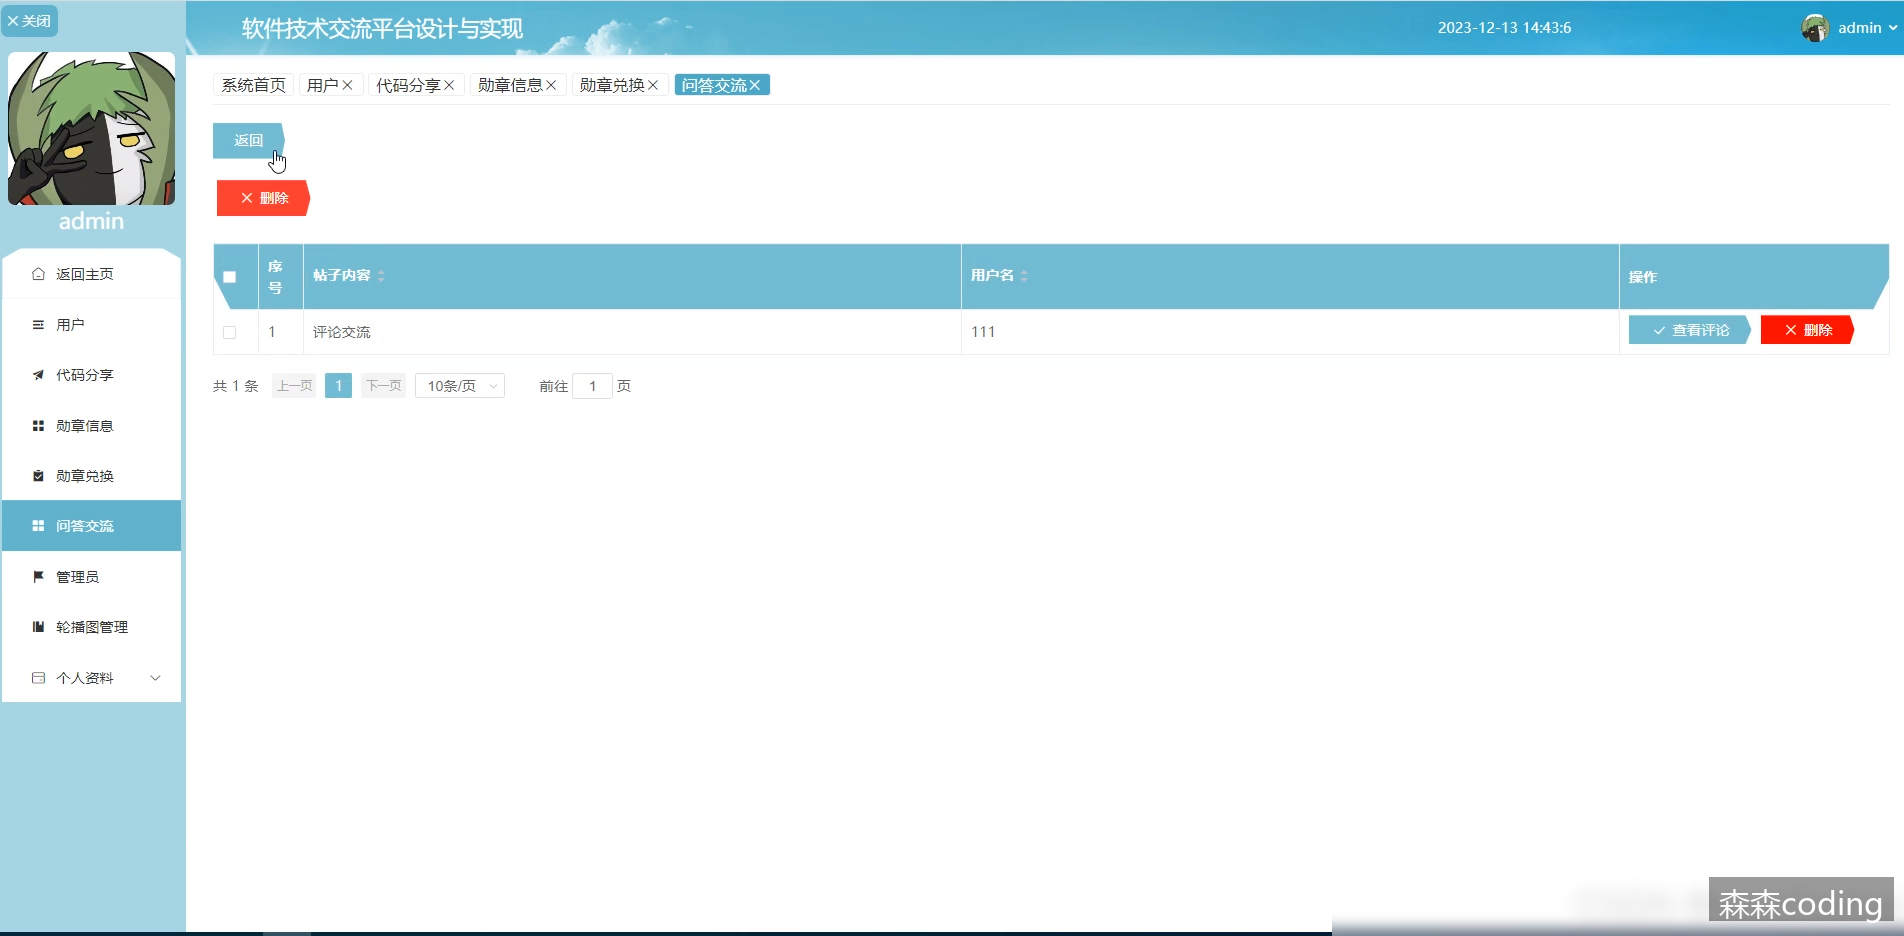 关闭
软件技术交流平台设计与实现
2023-12-13 14:43:6
admin
admin
系统首页 用户 代码分享 勋章信息 勋章兑换 问答交流
返回
删除
序号 帖子内容 用户名 操作
1 评论交流 111 查看评论 删除
共 1 条 上一页 1 下一页 10条/页 前往 1 页
返回主页
用户
代码分享
勋章信息
勋章兑换
问答交流
管理员
轮播图管理
个人资料
森森coding